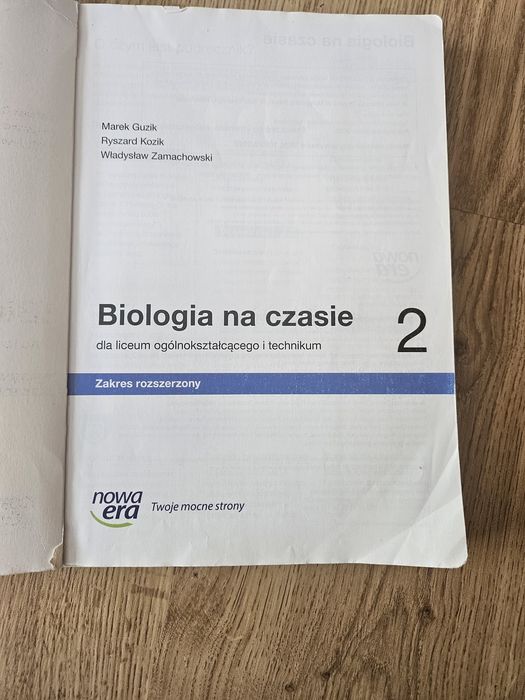 Marek Guzik
Ryszard Kozik
Władysław Zamachowski
Biologia na czasie 2
dla liceum ogólnokształcącego i technikum
Zakres rozszerzony
nowa
era
Twoje mocne strony